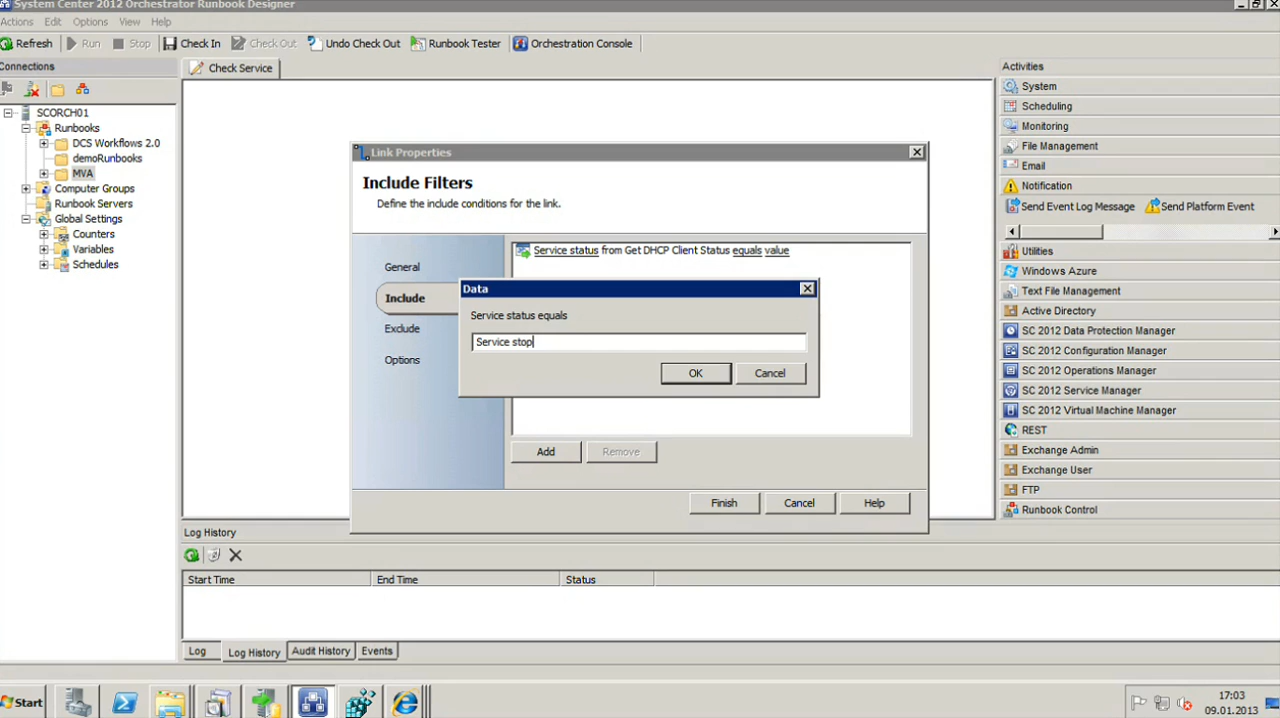 System Center 2012 Orchestrator Runbook Designer
Actions Edit Options View Help
Refresh Run Stop Check In Check Out Undo Check Out Runbook Tester Orchestration Console
Connections
SCORCH01
Runbooks
DCS Workflows 2.0
demoRunbooks
MVA
Computer Groups
Runbook Servers
Global Settings
Counters
Variables
Schedules
Check Service
Link Properties
Include Filters
Define the include conditions for the link.
General
Include
Exclude
Options
Service status from Get DHCP Client Status equals value
Data
Service status equals
Service stop
OK Cancel
Add Remove
Finish Cancel Help
Activities
System
Scheduling
Monitoring
File Management
Email
Notification
Send Event Log Message Send Platform Event
Utilities
Windows Azure
Text File Management
Active Directory
SC 2012 Data Protection Manager
SC 2012 Configuration Manager
SC 2012 Operations Manager
SC 2012 Service Manager
SC 2012 Virtual Machine Manager
REST
Exchange Admin
Exchange User
FTP
Runbook Control
Log History
Start Time End Time Status
Log Log History Audit History Events
Start
17:03
09.01.2013